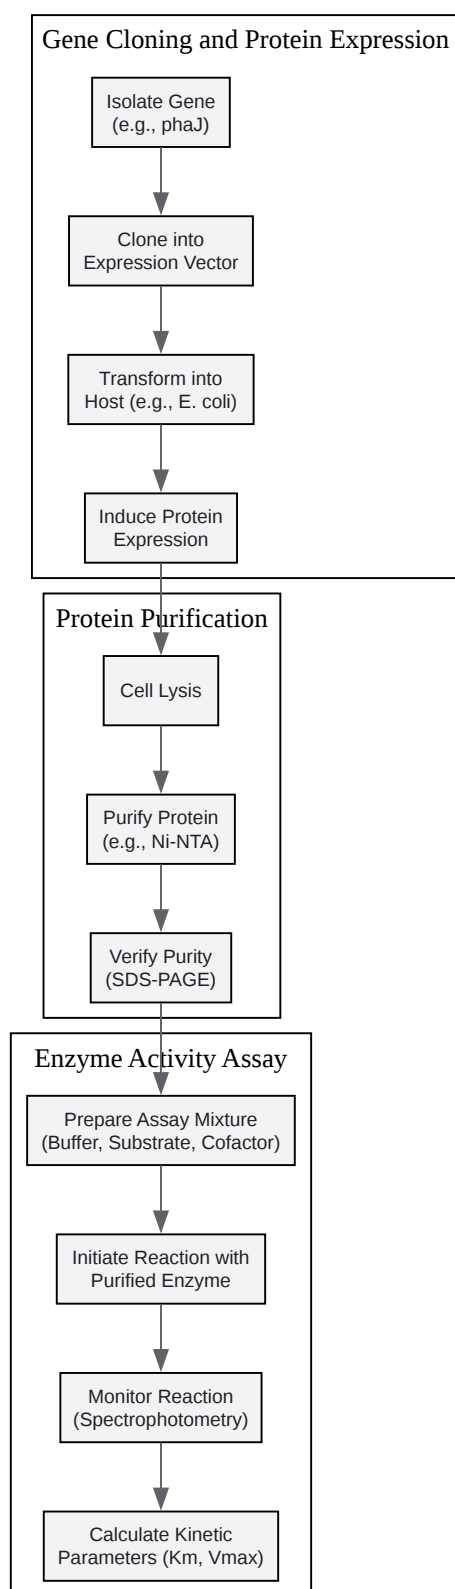 Gene Cloning and Protein Expression
Isolate Gene
(e.g., phaJ)
Clone into
Expression Vector
Transform into
Host (e.g., E. coli)
Induce Protein
Expression
Protein Purification
Cell Lysis
Purify Protein
(e.g., Ni-NTA)
Verify Purity
(SDS-PAGE)
Enzyme Activity Assay
Prepare Assay Mixture
(Buffer, Substrate, Cofactor)
Initiate Reaction with
Purified Enzyme
Monitor Reaction
(Spectrophotometry)
Calculate Kinetic
Parameters (Km, Vmax)